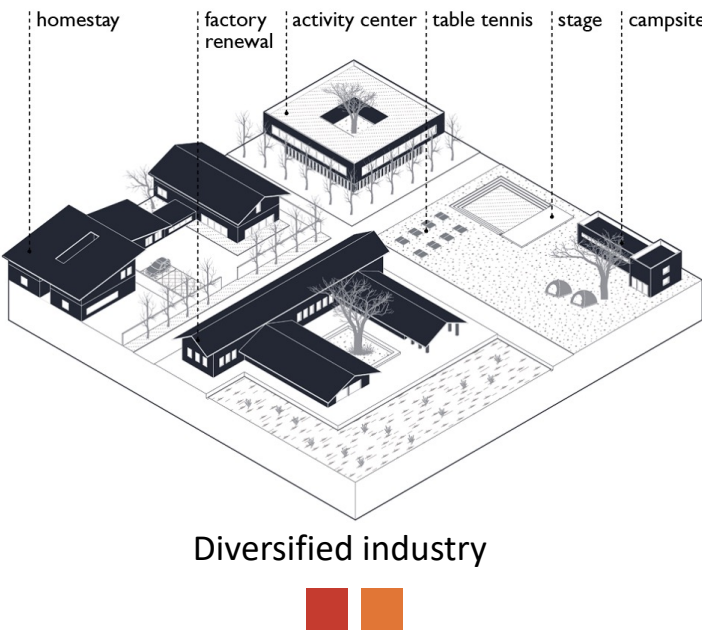 homestay
factory
renewal
activity center
table tennis
stage
campsite
Diversified industry